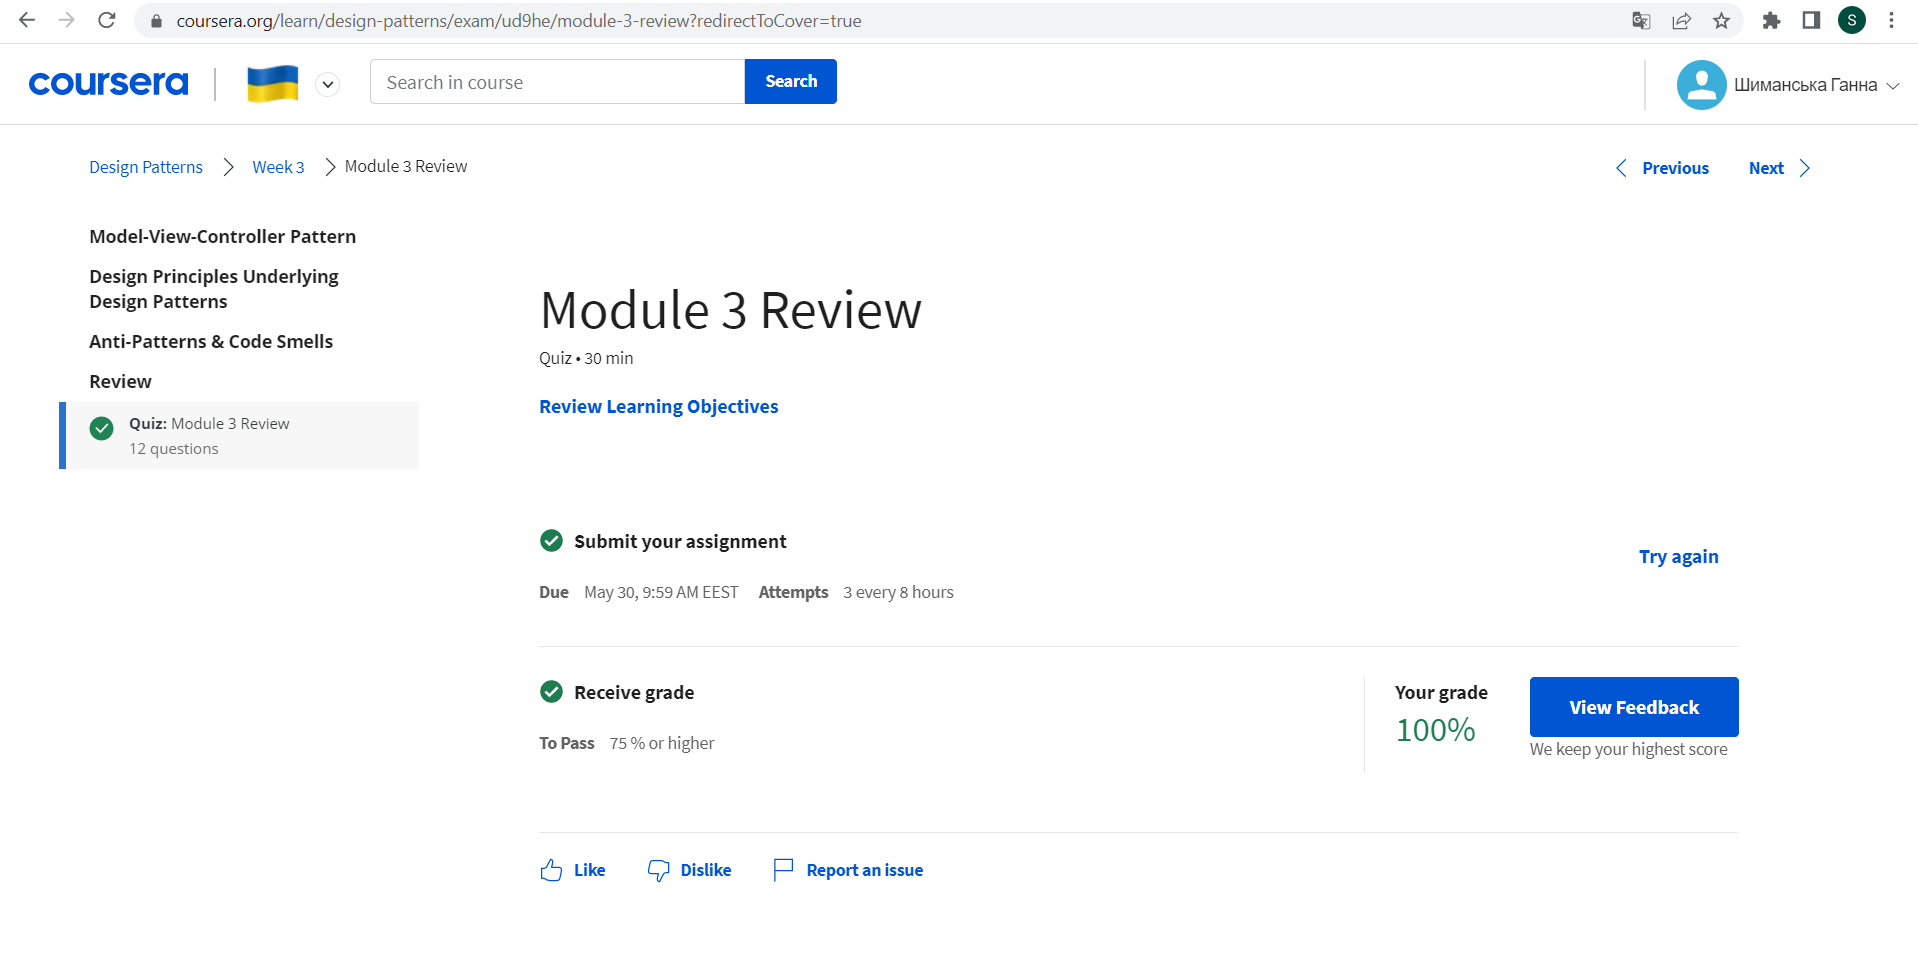 coursera.org/learn/design-patterns/exam/ud9he/module-3-review?redirectToCover=true
S
coursera
Search in course
Search
Шиманська Ганна
Design Patterns
Week 3
Module 3 Review
Previous
Next
Model-View-Controller Pattern
Design Principles Underlying
Design Patterns
Anti-Patterns & Code Smells
Review
Quiz: Module 3 Review
12 questions
Module 3 Review
Quiz • 30 min
Review Learning Objectives
Submit your assignment
Try again
Due May 30, 9:59 AM EEST Attempts 3 every 8 hours
Receive grade
To Pass 75 % or higher
Your grade
100%
View Feedback
We keep your highest score
Like
Dislike
Report an issue